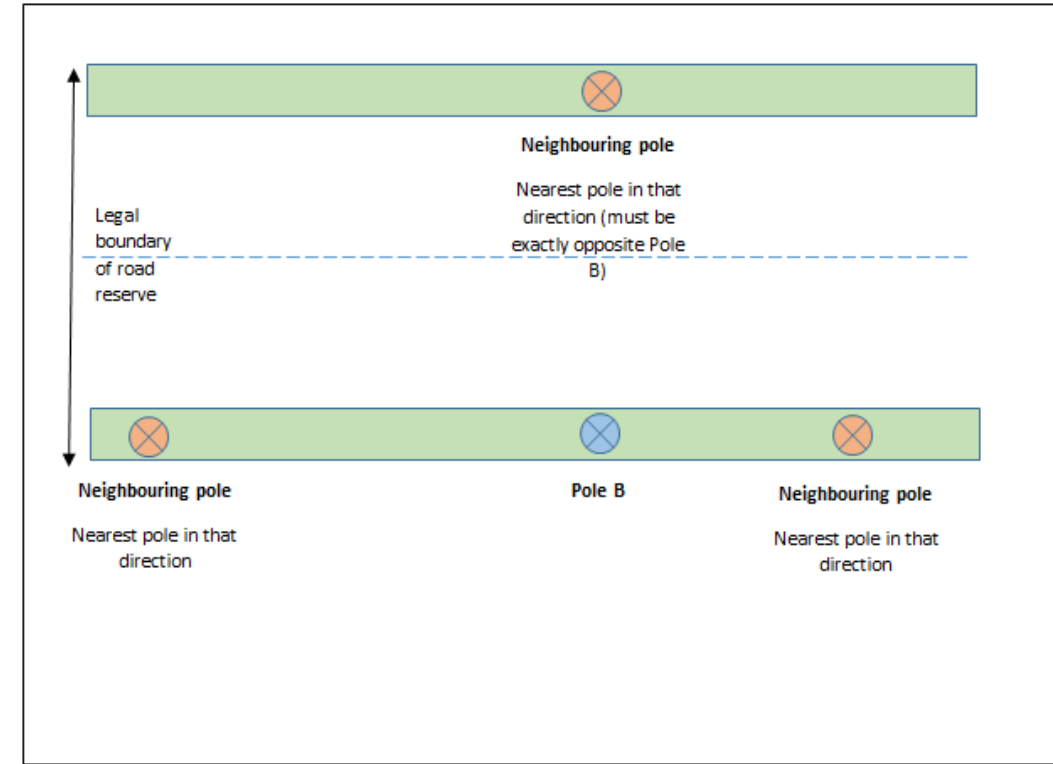 Neighbouring pole
Nearest pole in that
direction (must be
exactly opposite Pole
B)
Legal
boundary
of road
reserve
Neighbouring pole
Nearest pole in that
direction
Pole B
Neighbouring pole
Nearest pole in that
direction